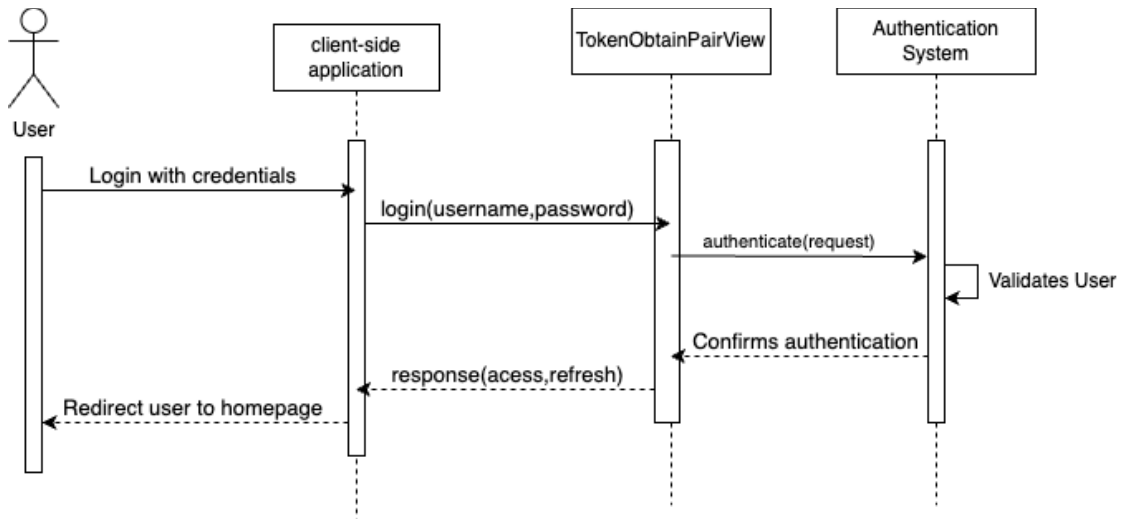 User
client-side
application
TokenObtainPairView
Authentication
System
Login with credentials
login(username,password)
authenticate(request)
Validates User
Confirms authentication
response(acess,refresh)
Redirect user to homepage